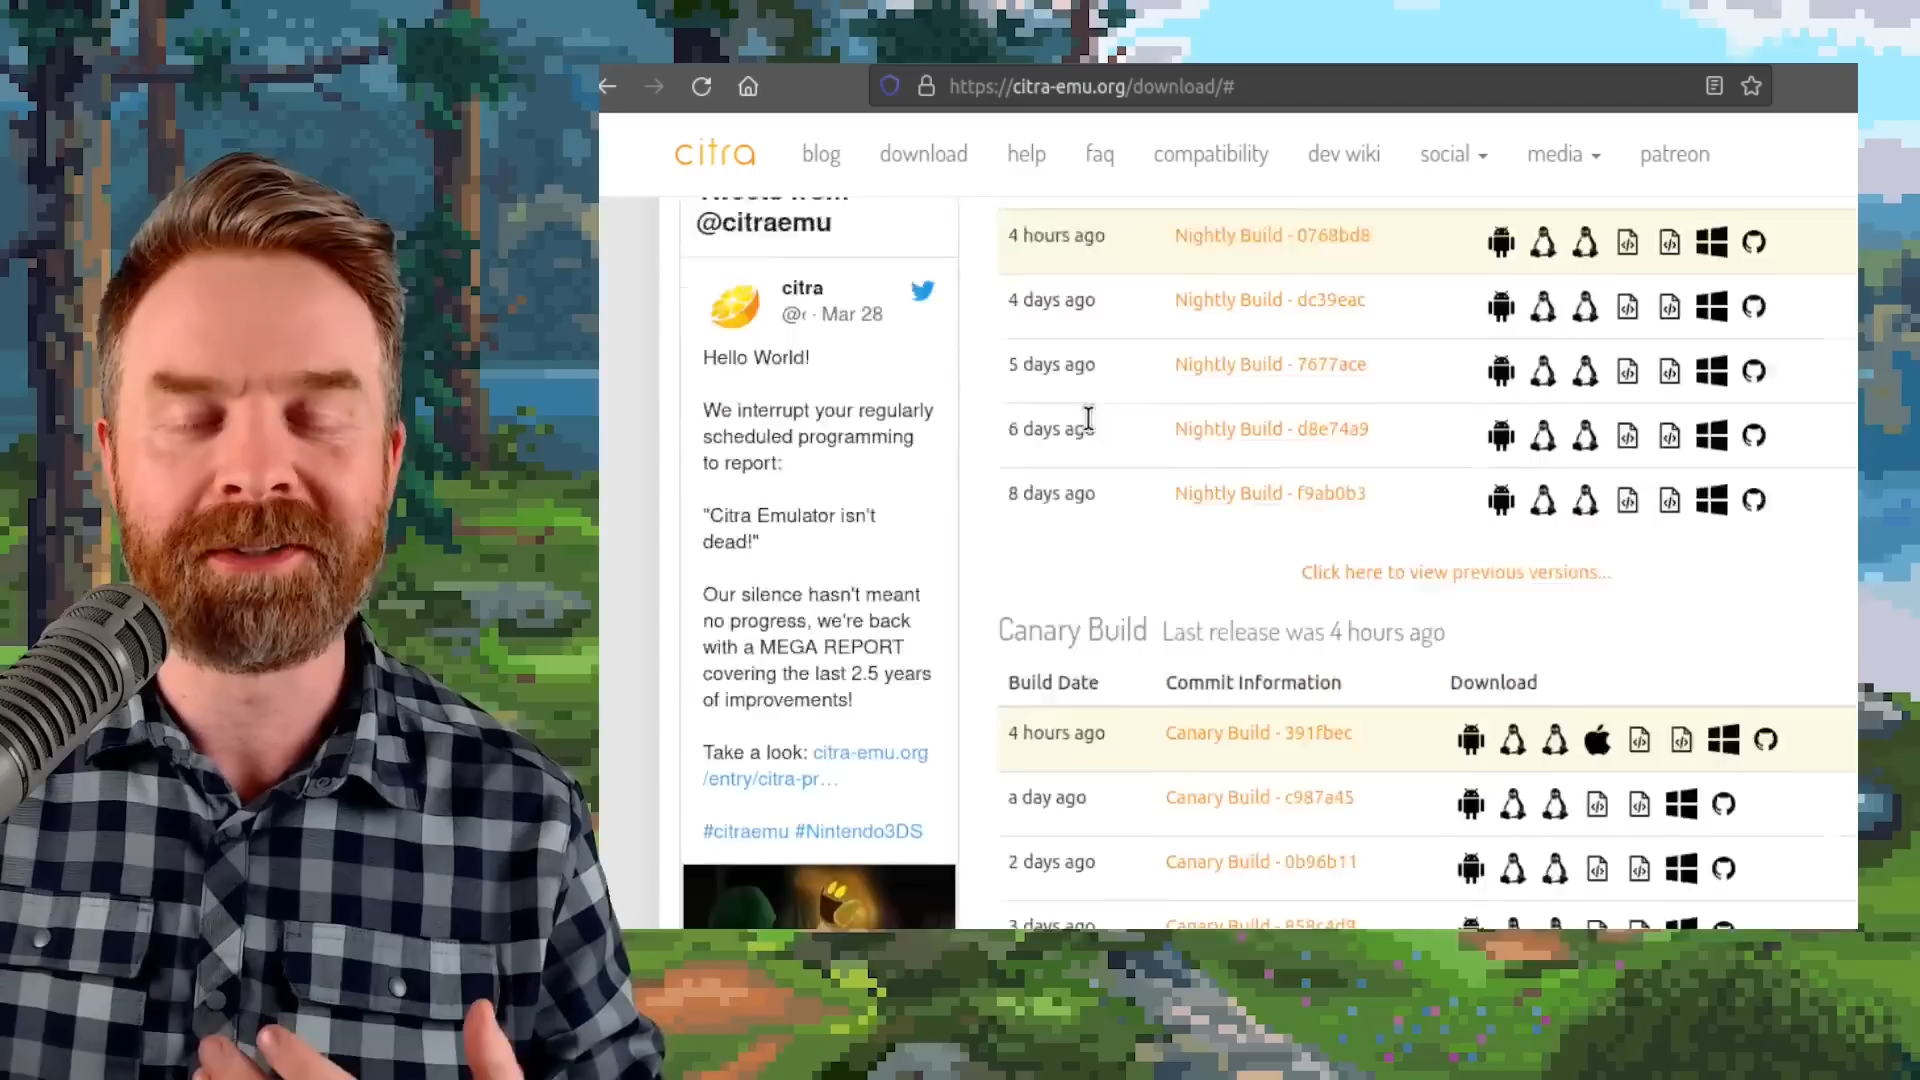 https://citra-emu.org/download/#
citra blog download help faq compatibility dev wiki social media patreon
@citraemu
citra
@c · Mar 28
Hello World!
We interrupt your regularly
scheduled programming
to report:
"Citra Emulator isn't
dead!"
Our silence hasn't meant
no progress, we're back
with a MEGA REPORT
covering the last 2.5 years
of improvements!
Take a look: citra-emu.org
/entry/citra-pr...
#citraemu #Nintendo3DS
4 hours ago Nightly Build - 0768bd8
4 days ago Nightly Build - dc39eac
5 days ago Nightly Build - 7677ace
6 days ago Nightly Build - d8e74a9
8 days ago Nightly Build - f9ab0b3
Click here to view previous versions...
Canary Build Last release was 4 hours ago
Build Date Commit Information Download
4 hours ago Canary Build - 391fbec
a day ago Canary Build - c987a45
2 days ago Canary Build - 0b96b11
3 days ago Canary Build - 858c4d9